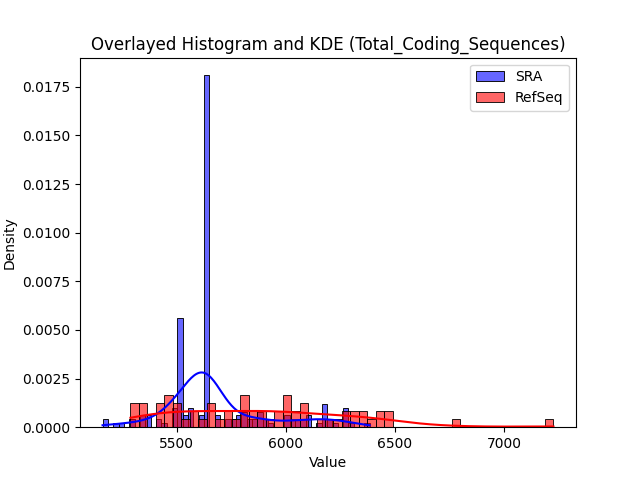 Overlayed Histogram and KDE (Total_Coding_Sequences)
SRA
RefSeq
0.0175
0.0150
0.0125
0.0100
0.0075
0.0050
0.0025
0.0000
Density
5500 6000 6500 7000
Value